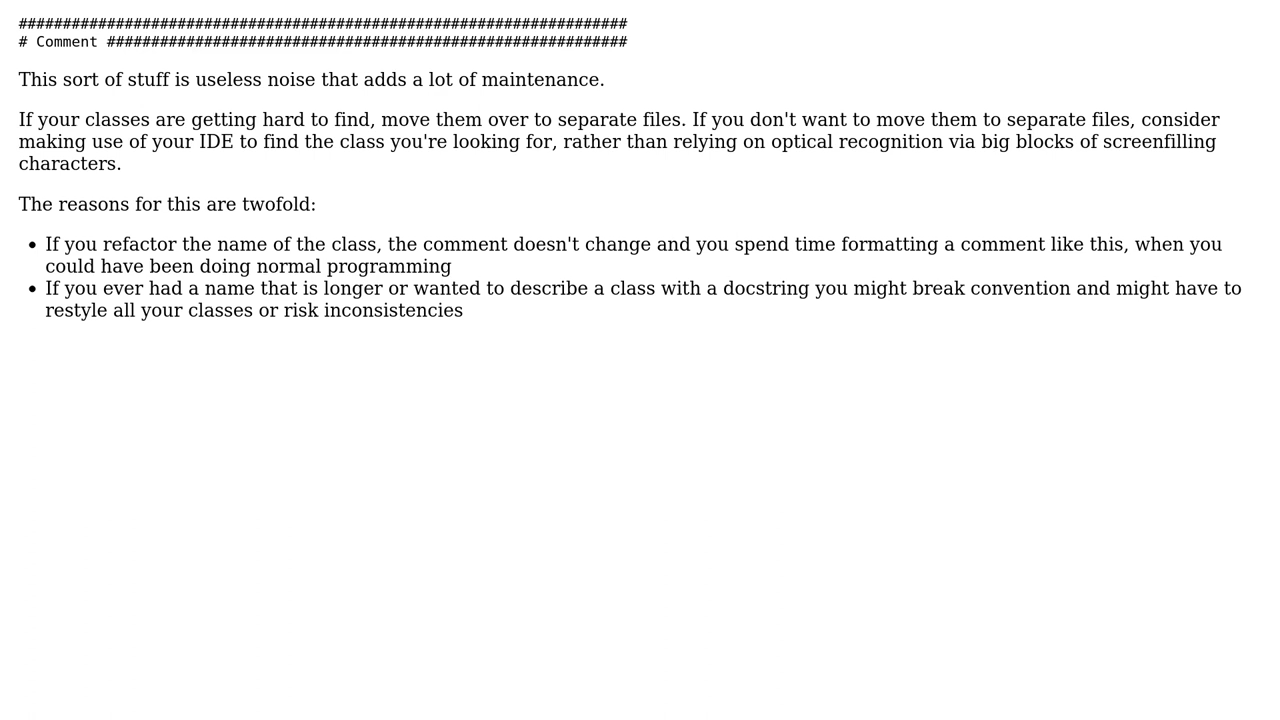 #####################################################################
# Comment ###########################################################
This sort of stuff is useless noise that adds a lot of maintenance.
If your classes are getting hard to find, move them over to separate files. If you don't want to move them to separate files, consider
making use of your IDE to find the class you're looking for, rather than relying on optical recognition via big blocks of screenfilling
characters.
The reasons for this are twofold:
• If you refactor the name of the class, the comment doesn't change and you spend time formatting a comment like this, when you
could have been doing normal programming
• If you ever had a name that is longer or wanted to describe a class with a docstring you might break convention and might have to
restyle all your classes or risk inconsistencies